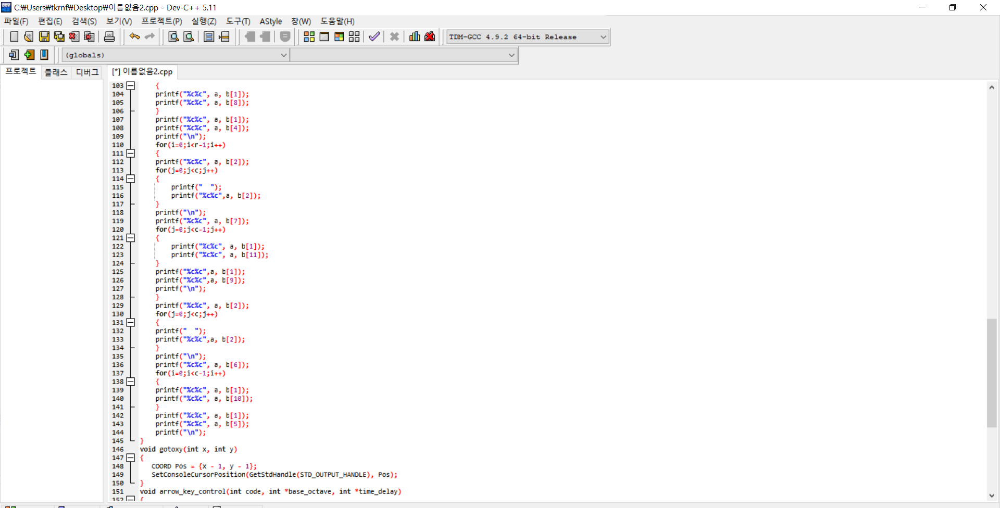 C:₩Users₩tkrnf₩Desktop₩이름없음2.cpp - Dev-C++ 5.11
파일(F) 편집(E) 검색(S) 보기(V) 프로젝트(P) 실행(Z) 도구(T) AStyle 창(W) 도움말(H)
TDM-GCC 4.9.2 64-bit Release
(globals)
프로젝트 클래스 디버그 [*] 이름없음2.cpp
103 {
104 printf("%c%c", a, b[1]);
105 printf("%c%c", a, b[8]);
106 }
107 printf("%c%c", a, b[1]);
108 printf("%c%c", a, b[4]);
109 printf("\n");
110 for(i=0;i<r-1;i++)
111 {
112 printf("%c%c", a, b[2]);
113 for(j=0;j<c;j++)
114 {
115 printf("  ");
116 printf("%c%c",a, b[2]);
117 }
118 printf("\n");
119 printf("%c%c", a, b[7]);
120 for(j=0;j<c-1;j++)
121 {
122 printf("%c%c", a, b[1]);
123 printf("%c%c", a, b[11]);
124 }
125 printf("%c%c",a, b[1]);
126 printf("%c%c",a, b[9]);
127 printf("\n");
128 }
129 printf("%c%c", a, b[2]);
130 for(j=0;j<c;j++)
131 {
132 printf("  ");
133 printf("%c%c",a, b[2]);
134 }
135 printf("\n");
136 printf("%c%c", a, b[6]);
137 for(i=0;i<c-1;i++)
138 {
139 printf("%c%c", a, b[1]);
140 printf("%c%c", a, b[10]);
141 }
142 printf("%c%c", a, b[1]);
143 printf("%c%c", a, b[5]);
144 printf("\n");
145 }
146 void gotoxy(int x, int y)
147 {
148 COORD Pos = {x - 1, y - 1};
149 SetConsoleCursorPosition(GetStdHandle(STD_OUTPUT_HANDLE), Pos);
150 }
151 void arrow_key_control(int code, int *base_octave, int *time_delay)
152 {